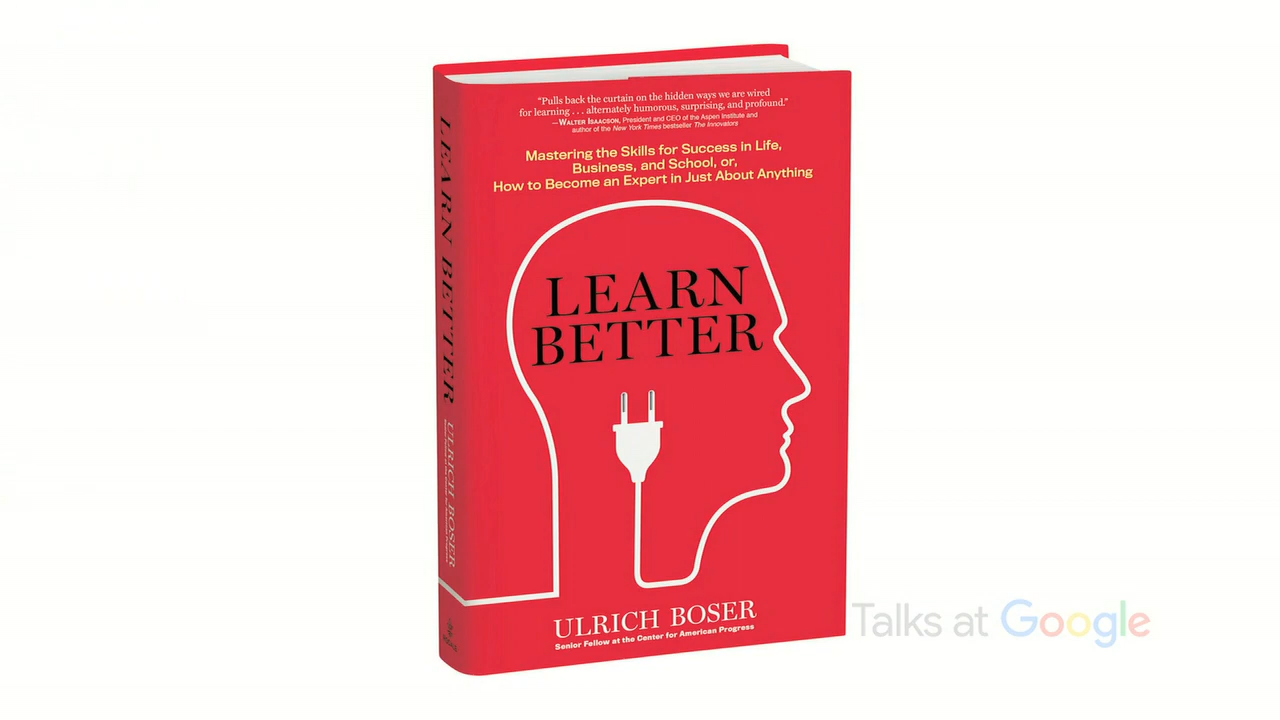 "Pulls back the curtain on the hidden ways we are wired
for learning . . . alternately humorous, surprising, and profound."
—WALTER ISAACSON, President and CEO of the Aspen Institute and
author of the New York Times bestseller The Innovators
Mastering the Skills for Success in Life,
Business, and School, or,
How to Become an Expert in Just About Anything
LEARN
BETTER
ULRICH BOSER
Senior Fellow at the Center for American Progress
LEARN BETTER
ULRICH BOSER
Talks at Google